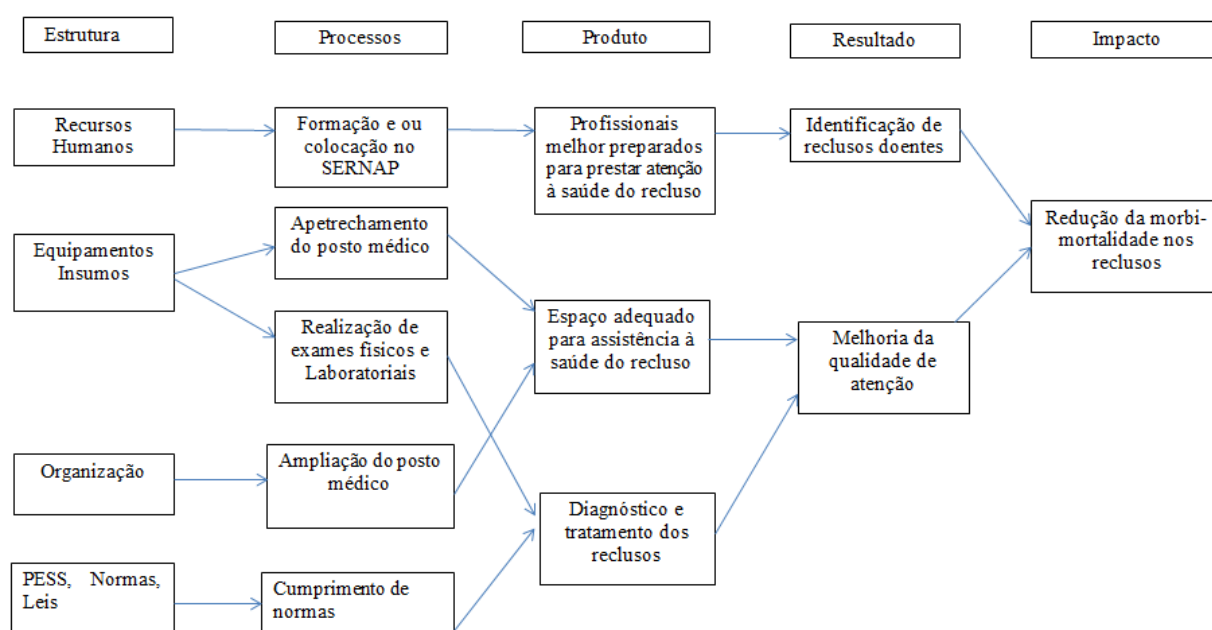 Estrutura
Processos
Produto
Resultado
Impacto
Recursos
Humanos
Formação e ou
colocação no
SERNAP
Profissionais
melhor preparados
para prestar atenção
à saúde do recluso
Identificação de
reclusos doentes
Equipamentos
Insumos
Apetrechamento
do posto médico
Redução da morbi-
mortalidade nos
reclusos
Realização de
exames físicos e
Laboratoriais
Espaço adequado
para assistência à
saúde do recluso
Melhoria da
qualidade de
atenção
Organização
Ampliação do posto
médico
Diagnóstico e
tratamento dos
reclusos
PESS, Normas,
Leis
Cumprimento de
normas